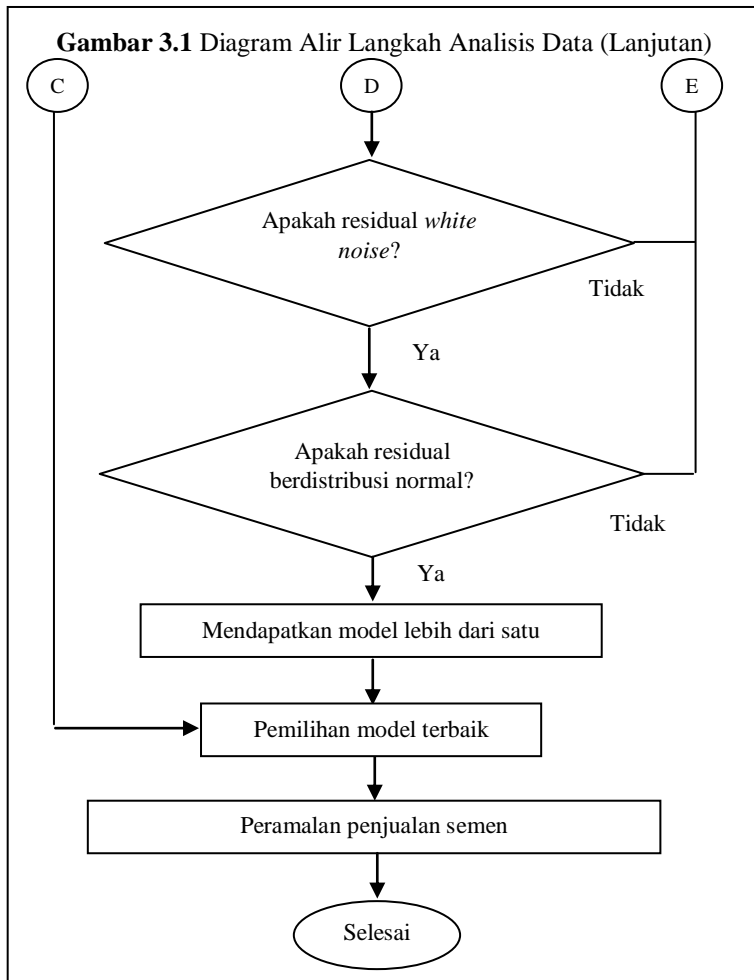 Gambar 3.1 Diagram Alir Langkah Analisis Data (Lanjutan)
C
D
E
Apakah residual white
noise?
Tidak
Ya
Apakah residual
berdistribusi normal?
Tidak
Ya
Mendapatkan model lebih dari satu
Pemilihan model terbaik
Peramalan penjualan semen
Selesai